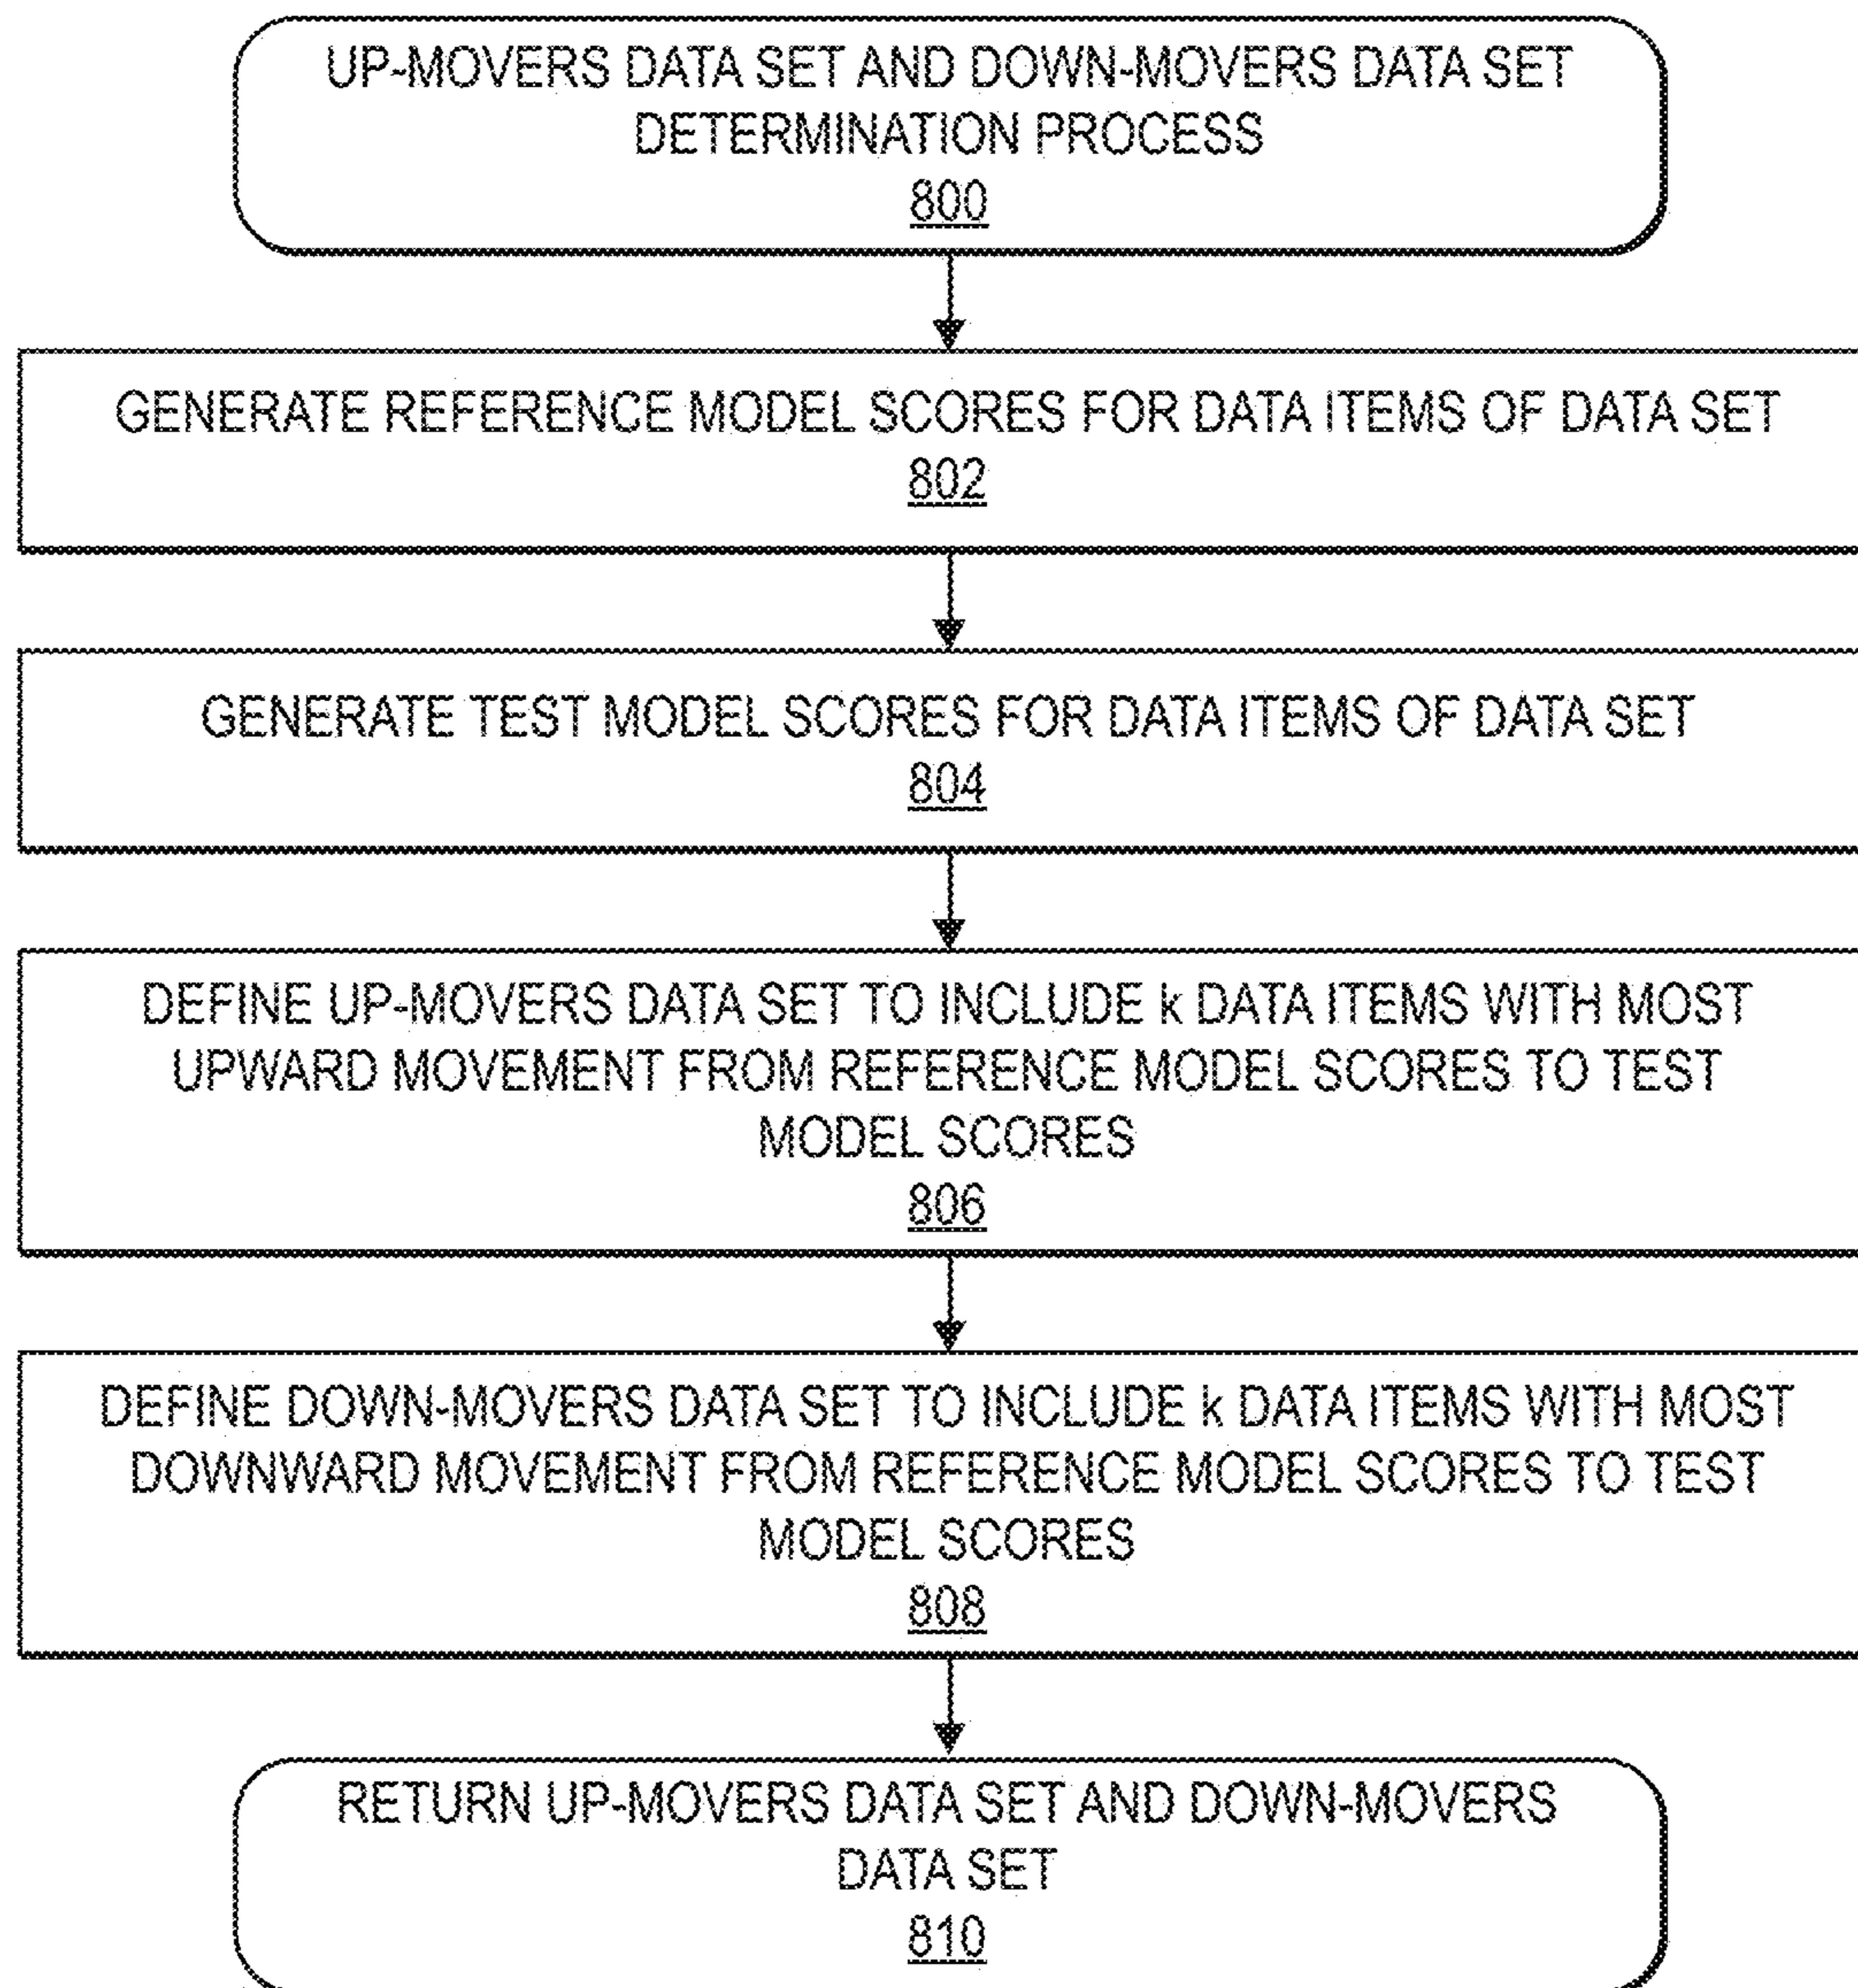 UP-MOVERS DATA SET AND DOWN-MOVERS DATA SET
DETERMINATION PROCESS
800
GENERATE REFERENCE MODEL SCORES FOR DATA ITEMS OF DATA SET
802
GENERATE TEST MODEL SCORES FOR DATA ITEMS OF DATA SET
804
DEFINE UP-MOVERS DATA SET TO INCLUDE k DATA ITEMS WITH MOST
UPWARD MOVEMENT FROM REFERENCE MODEL SCORES TO TEST
MODEL SCORES
806
DEFINE DOWN-MOVERS DATA SET TO INCLUDE k DATA ITEMS WITH MOST
DOWNWARD MOVEMENT FROM REFERENCE MODEL SCORES TO TEST
MODEL SCORES
808
RETURN UP-MOVERS DATA SET AND DOWN-MOVERS
DATA SET
810